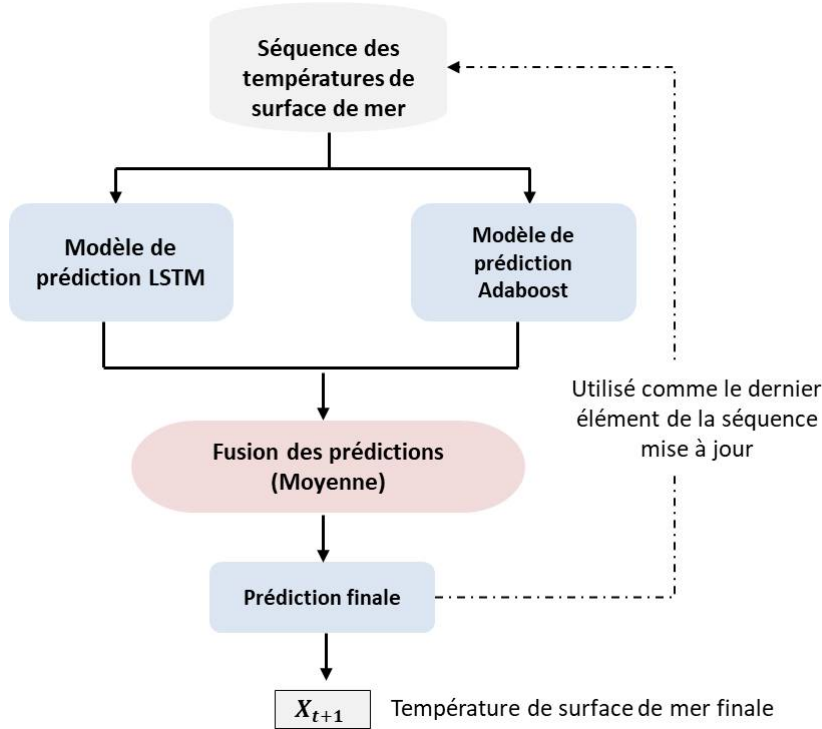 Séquence des
températures de
surface de mer
Modèle de
prédiction LSTM
Modèle de
prédiction
Adaboost
Utilisé comme le dernier
élément de la séquence
mise à jour
Fusion des prédictions
(Moyenne)
Prédiction finale
X_{t+1} Température de surface de mer finale